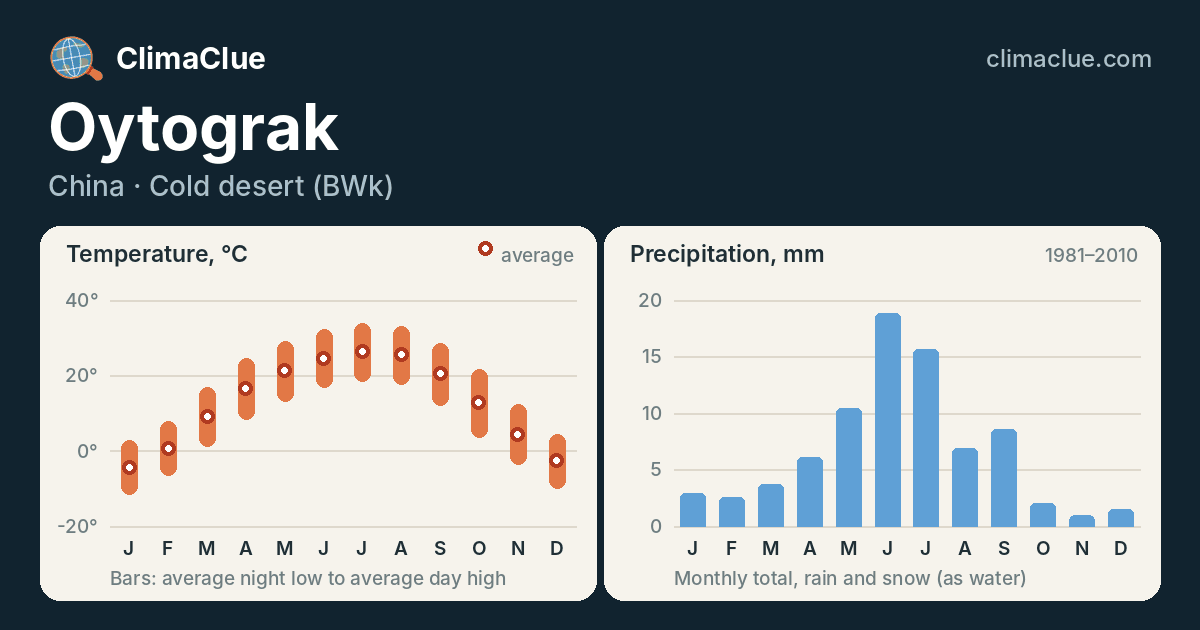 ClimaClue
climaclue.com
Oytograk
China · Cold desert (BWk)
Temperature, °C
average
40°
20°
0°
-20°
J F M A M J J A S O N D
Bars: average night low to average day high
Precipitation, mm
1981–2010
20
15
10
5
0
J F M A M J J A S O N D
Monthly total, rain and snow (as water)